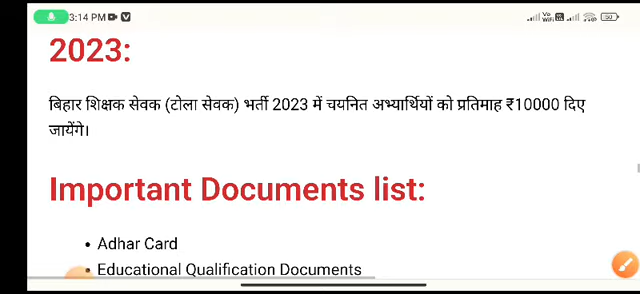 3:14 PM
2023:
बिहार शिक्षक सेवक (टोला सेवक) भर्ती 2023 में चयनित अभ्यार्थियों को प्रतिमाह ₹10000 दिए
जायेंगे।
Important Documents list:
• Adhar Card
• Educational Qualification Documents